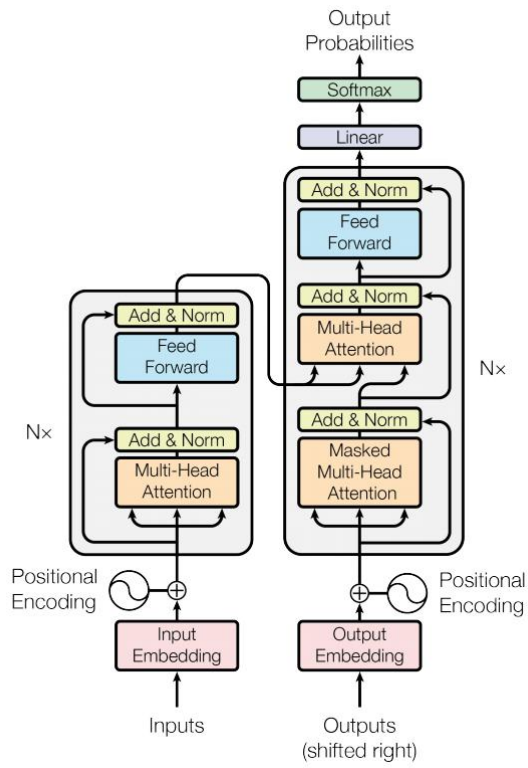 Output
Probabilities
Softmax
Linear
Add & Norm
Feed
Forward
Add & Norm
Multi-Head
Attention
Add & Norm
Masked
Multi-Head
Attention
N×
Positional
Encoding
Output
Embedding
Outputs
(shifted right)
Add & Norm
Feed
Forward
Add & Norm
Multi-Head
Attention
N×
Positional
Encoding
Input
Embedding
Inputs